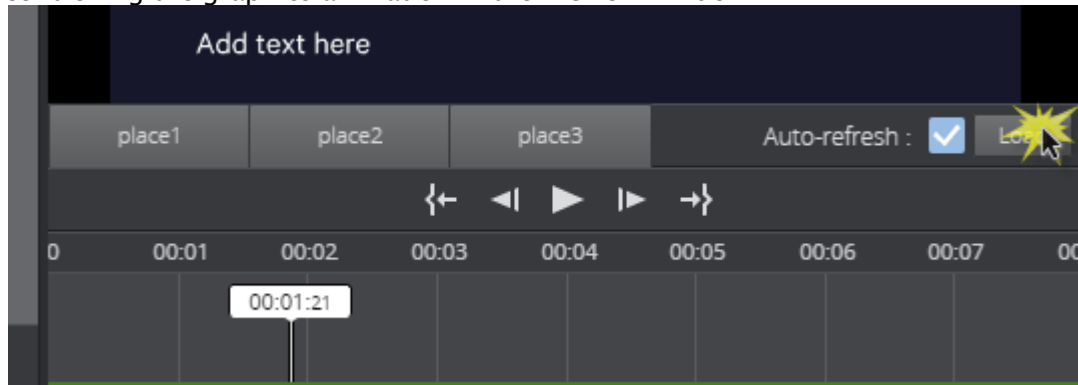 Add text here
place1 place2 place3 Auto-refresh :
00:01 00:02 00:03 00:04 00:05 00:06 00:07
00:01:21